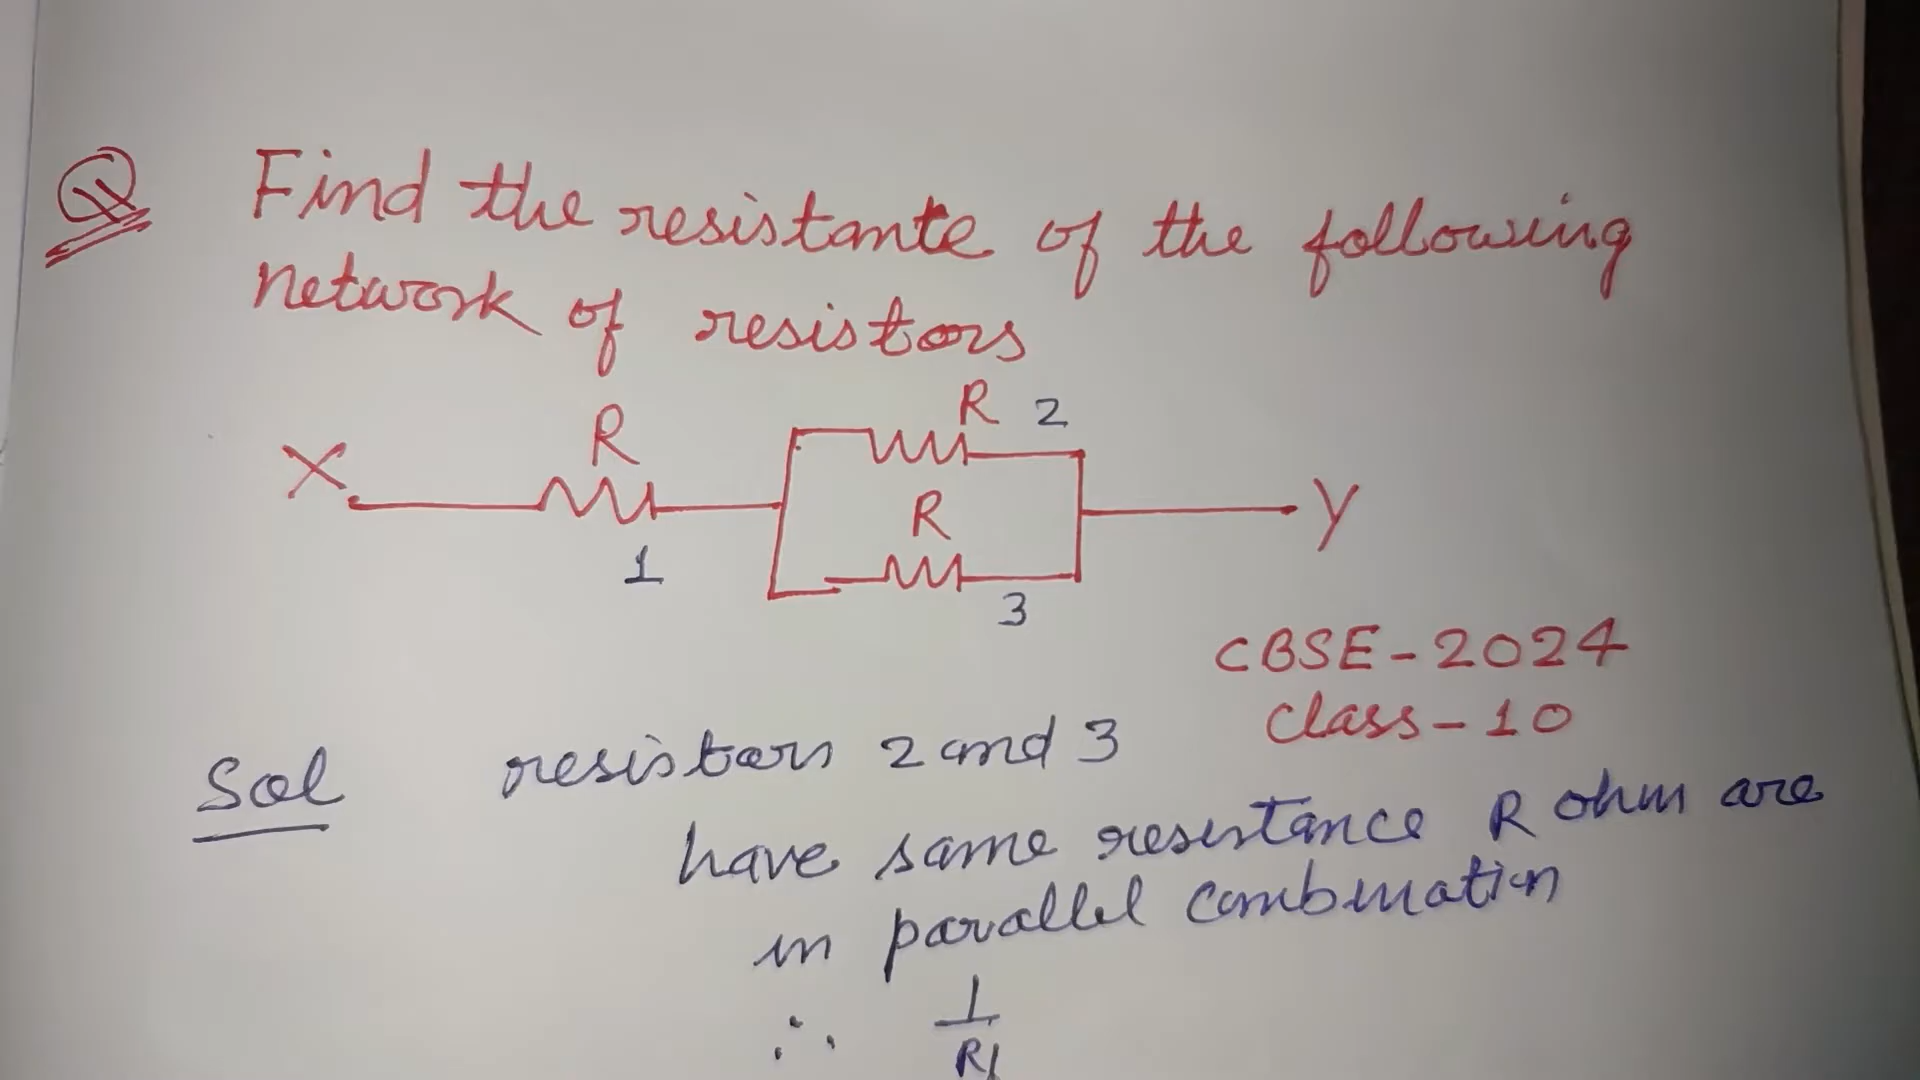 Q Find the resistante of the following
network of resistors
R 2
R
X
R
Y
1
3
CBSE-2024
Class-10
Sol resistors 2 and 3
have same resistance R ohm are
in parallel combination
∴ 1/R1